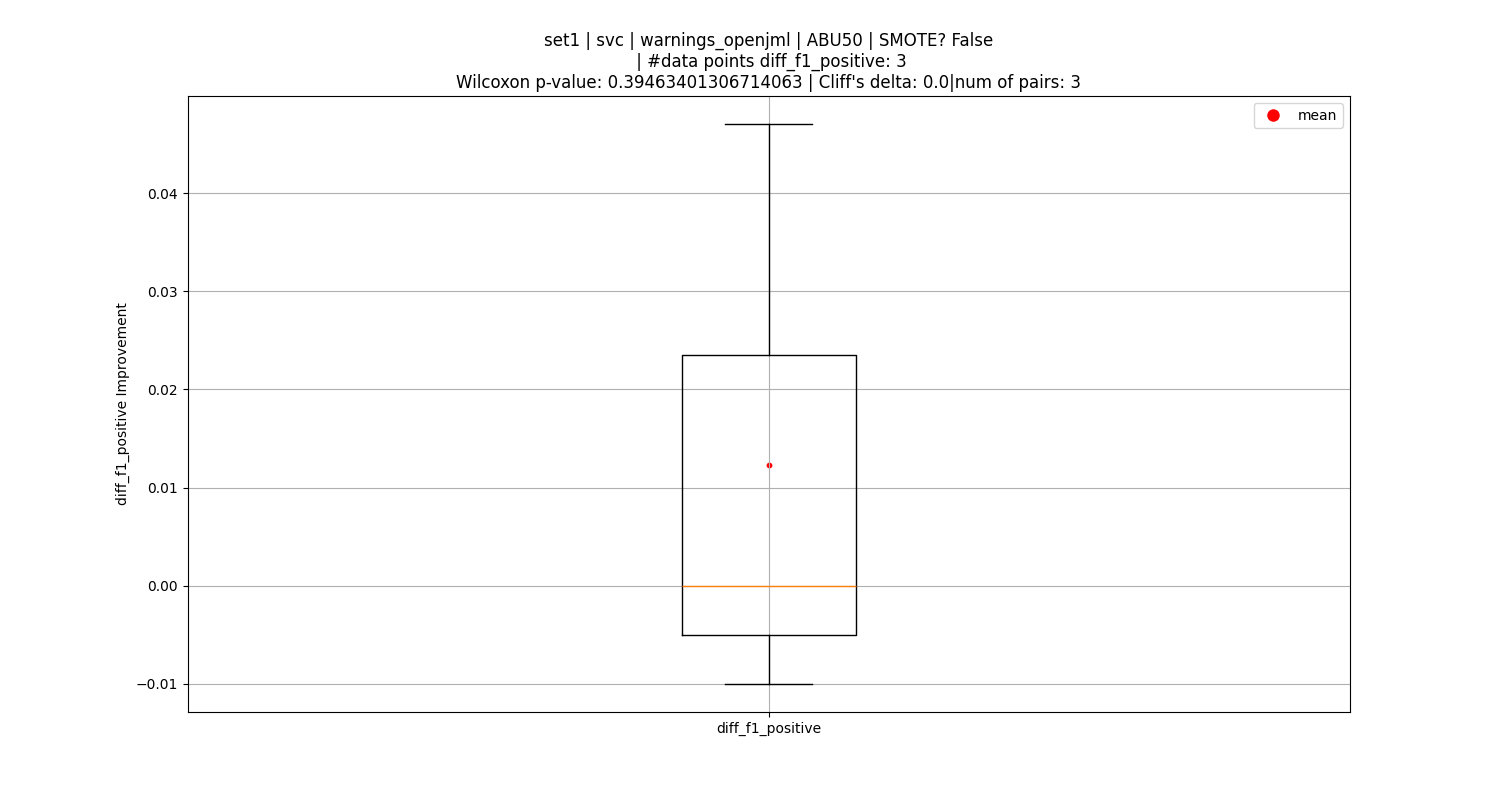 set1 | svc | warnings_openjml | ABU50 | SMOTE? False
| #data points diff_f1_positive: 3
Wilcoxon p-value: 0.39463401306714063 | Cliff's delta: 0.0|num of pairs: 3
mean
0.04
0.03
0.02
0.01
0.00
−0.01
diff_f1_positive Improvement
diff_f1_positive